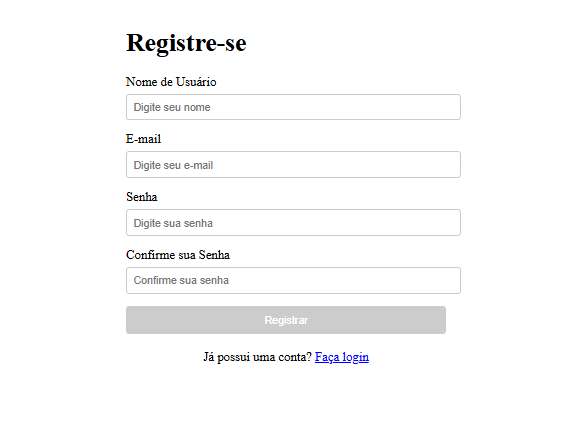 Registre-se
Nome de Usuário
Digite seu nome
E-mail
Digite seu e-mail
Senha
Digite sua senha
Confirme sua Senha
Confirme sua senha
Registrar
Já possui uma conta? Faça login